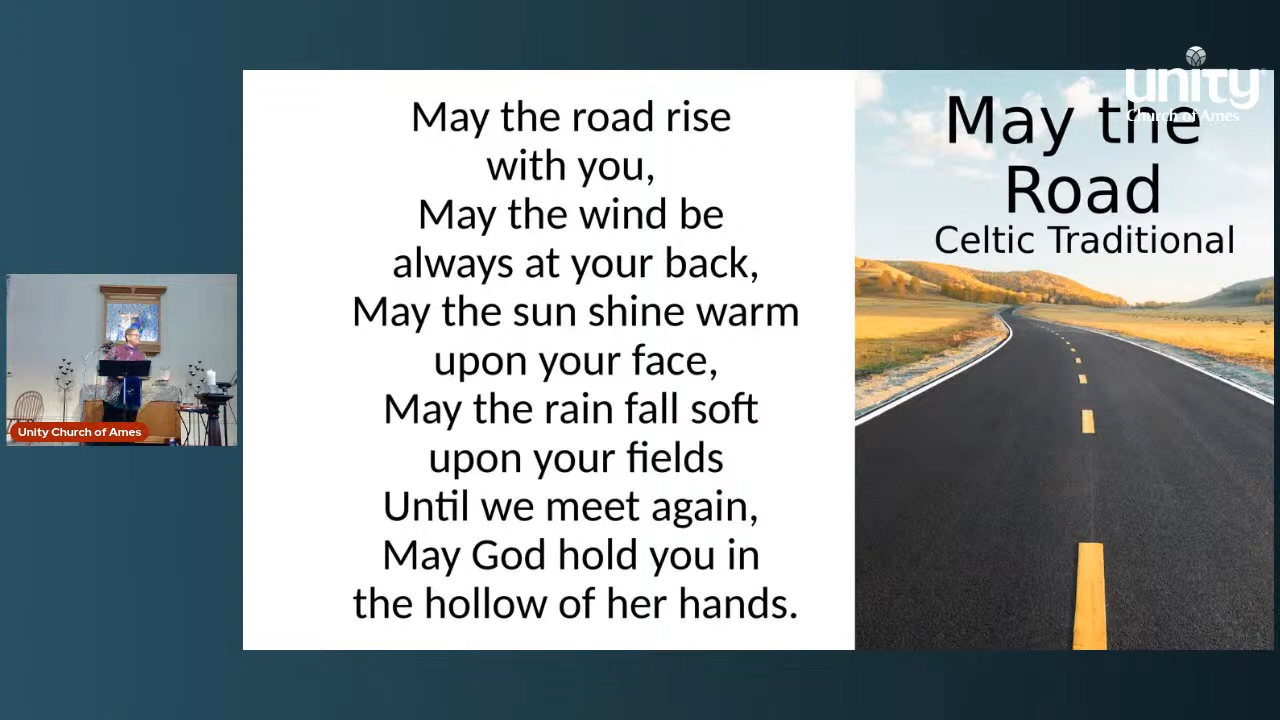 May the road rise
with you,
May the wind be
always at your back,
May the sun shine warm
upon your face,
May the rain fall soft
upon your fields
Until we meet again,
May God hold you in
the hollow of her hands.
May the
Road
Celtic Traditional
unity
Church of Ames
Unity Church of Ames